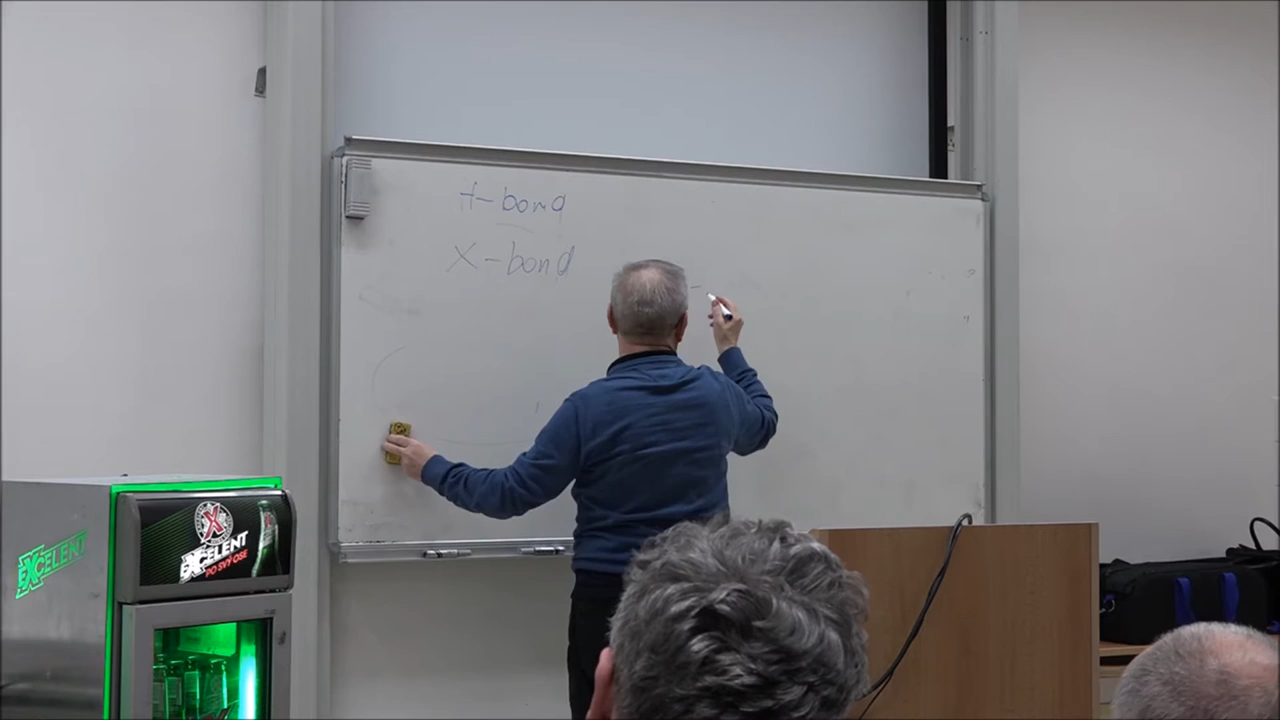 H-bond
X-bond
EXCELENT
X
EXCELENT
PO SVÝ OSE